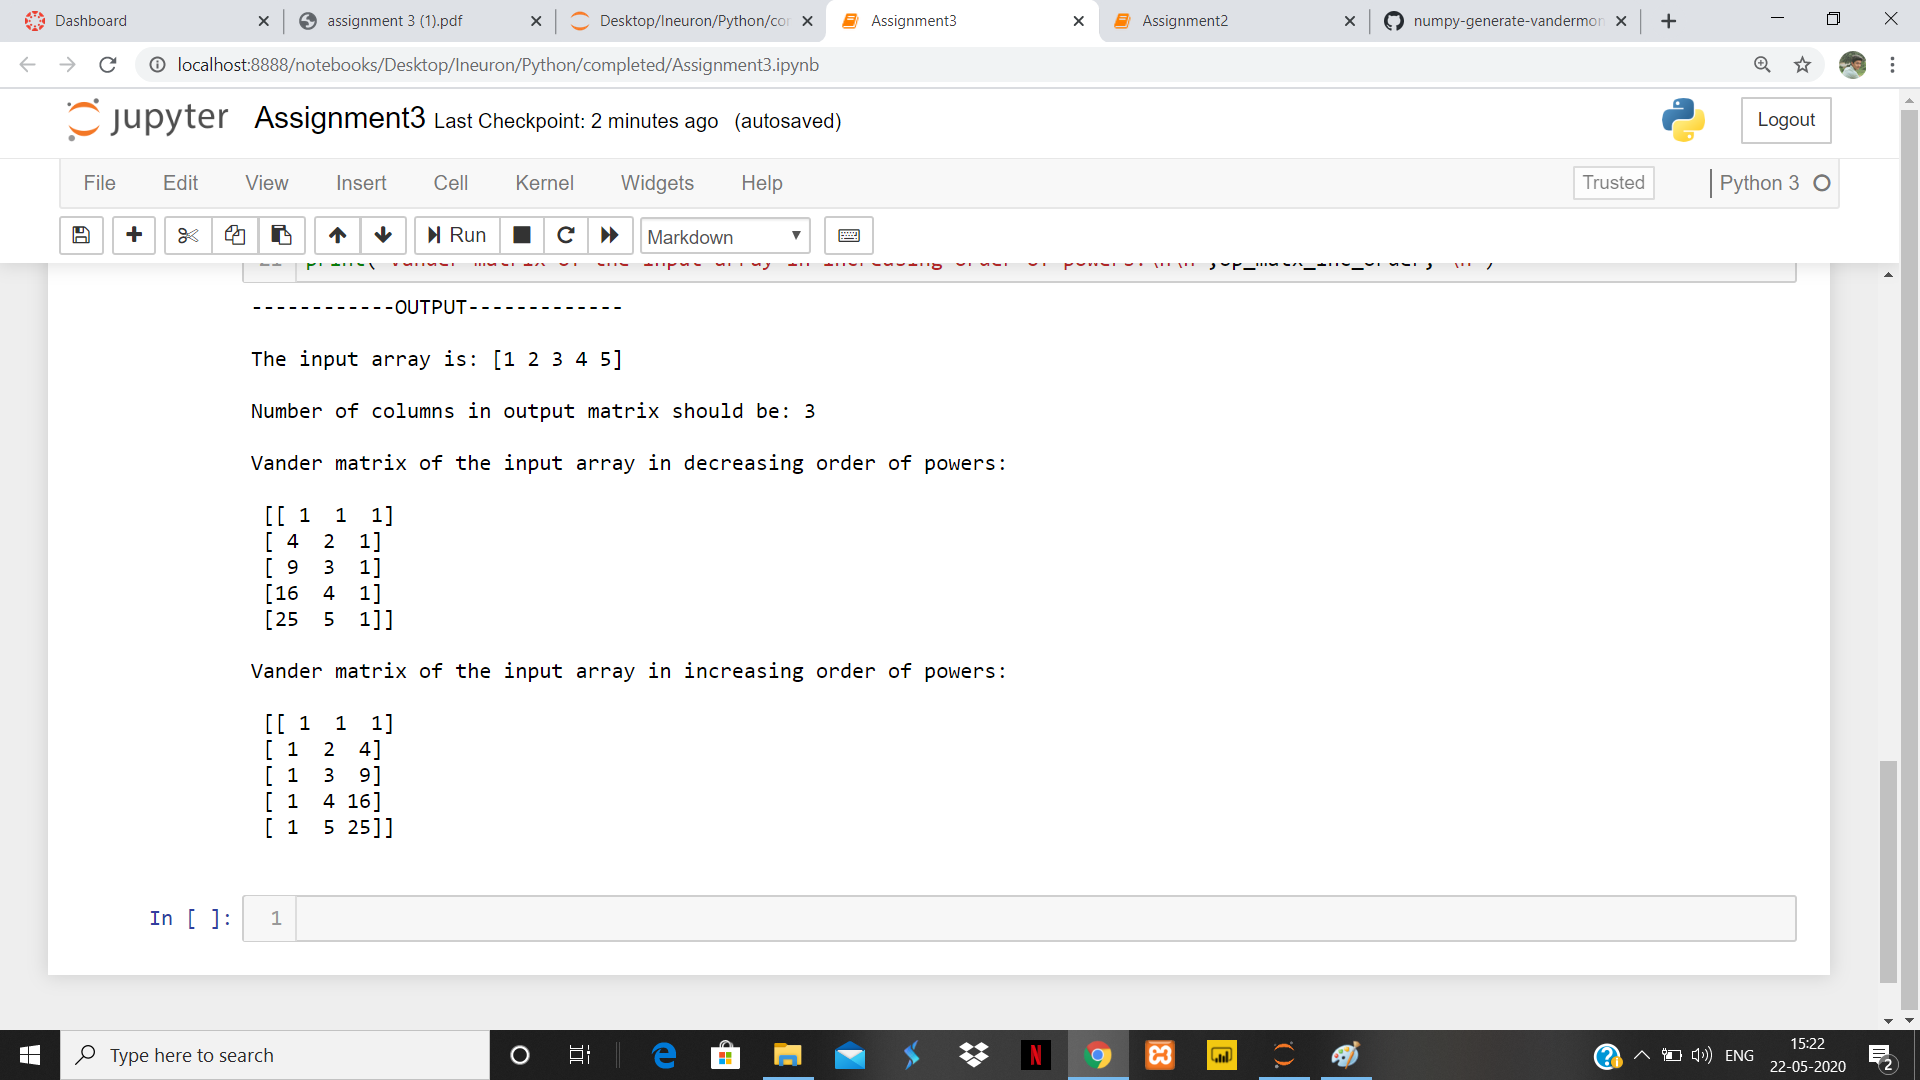 Dashboard
assignment 3 (1).pdf
Desktop/Ineuron/Python/co
Assignment3
Assignment2
numpy-generate-vandermon
localhost:8888/notebooks/Desktop/Ineuron/Python/completed/Assignment3.ipynb
jupyter Assignment3 Last Checkpoint: 2 minutes ago (autosaved)
Logout
File Edit View Insert Cell Kernel Widgets Help
Trusted
Python 3
Run
Markdown
------------OUTPUT-------------
The input array is: [1 2 3 4 5]
Number of columns in output matrix should be: 3
Vander matrix of the input array in decreasing order of powers:
[[ 1  1  1]
[ 4  2  1]
[ 9  3  1]
[16  4  1]
[25  5  1]]
Vander matrix of the input array in increasing order of powers:
[[ 1  1  1]
[ 1  2  4]
[ 1  3  9]
[ 1  4 16]
[ 1  5 25]]
In [ ]: 1
Type here to search
ENG
15:22
22-05-2020
2